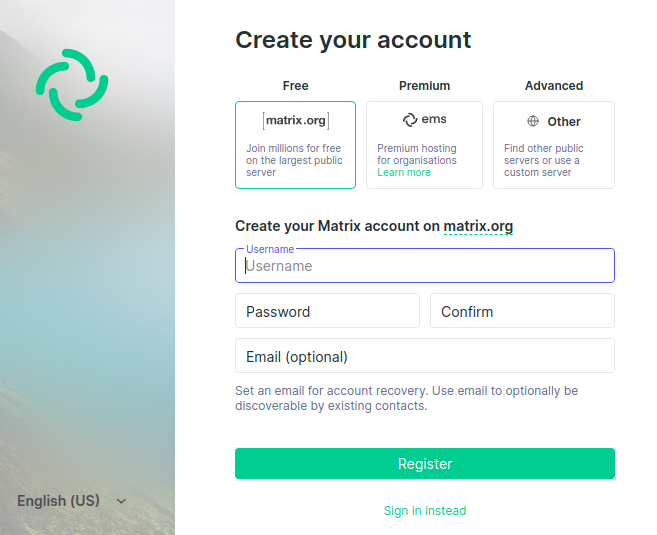 Create your account
Free
Premium
Advanced
[matrix.org]
ems
Other
Join millions for free
on the largest public
server
Premium hosting
for organisations
Learn more
Find other public
servers or use a
custom server
Create your Matrix account on matrix.org
Username
Username
Password
Confirm
Email (optional)
Set an email for account recovery. Use email to optionally be
discoverable by existing contacts.
Register
English (US)
Sign in instead